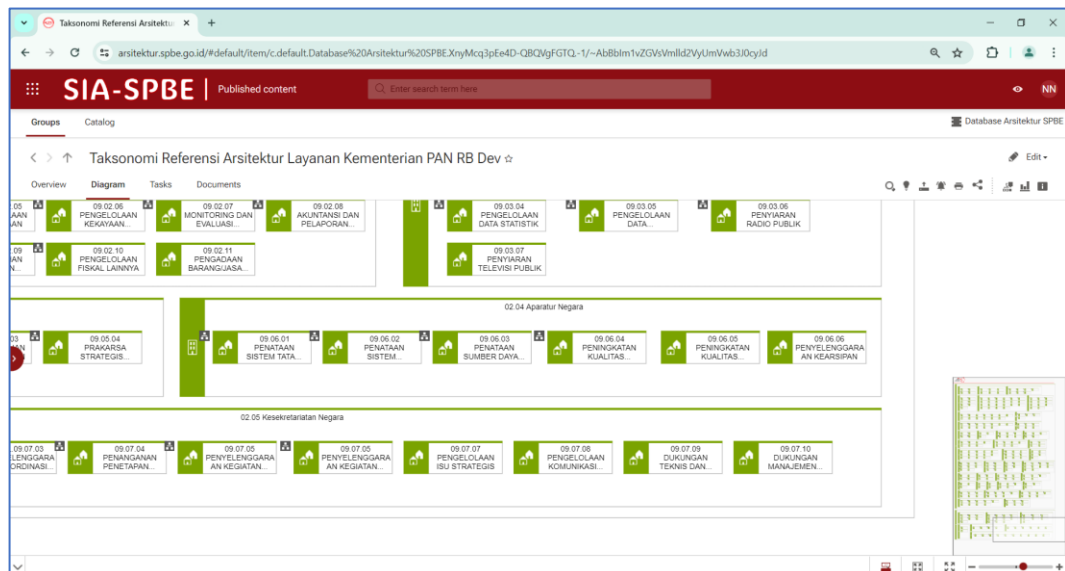 Taksonomi Referensi Arsitektu
arsitektur.spbe.go.id/#default/item/c.default.Database%20Arsitektur%20SPBE.XnyMcq3pEe4D-QBQVgFGTQ.-1/~AbBbIm1vZGVsVmlld2VyUmVwb3J0cyJd
SIA-SPBE | Published content
Enter search term here
NN
Groups Catalog
Database Arsitektur SPBE
Taksonomi Referensi Arsitektur Layanan Kementerian PAN RB Dev
Edit
Overview Diagram Tasks Documents
09.02.06
PENGELOLAAN
KEKAYAAN...
09.02.07
MONITORING DAN
EVALUASI...
09.02.08
AKUNTANSI DAN
PELAPORAN...
09.03.04
PENGELOLAAN
DATA STATISTIK
09.03.05
PENGELOLAAN
DATA...
09.03.06
PENYIARAN
RADIO PUBLIK
09.02.10
PENGELOLAAN
FISKAL LAINNYA
09.02.11
PENGADAAN
BARANG/JASA...
09.03.07
PENYIARAN
TELEVISI PUBLIK
02.04 Aparatur Negara
09.05.04
PRAKARSA
STRATEGIS...
09.06.01
PENATAAN
SISTEM TATA...
09.06.02
PENATAAN
SISTEM...
09.06.03
PENATAAN
SUMBER DAYA...
09.06.04
PENINGKATAN
KUALITAS...
09.06.05
PENINGKATAN
KUALITAS...
09.06.06
PENYELENGGARA
AN KEARSIPAN
02.05 Kesekretariatan Negara
09.07.03
LENGGARA
ORDINASI...
09.07.04
PENANGANAN
PENETAPAN...
09.07.05
PENYELENGGARA
AN KEGIATAN...
09.07.05
PENYELENGGARA
AN KEGIATAN...
09.07.07
PENGELOLAAN
ISU STRATEGIS
09.07.08
PENGELOLAAN
KOMUNIKASI...
09.07.09
DUKUNGAN
TEKNIS DAN...
09.07.10
DUKUNGAN
MANAJEMEN...